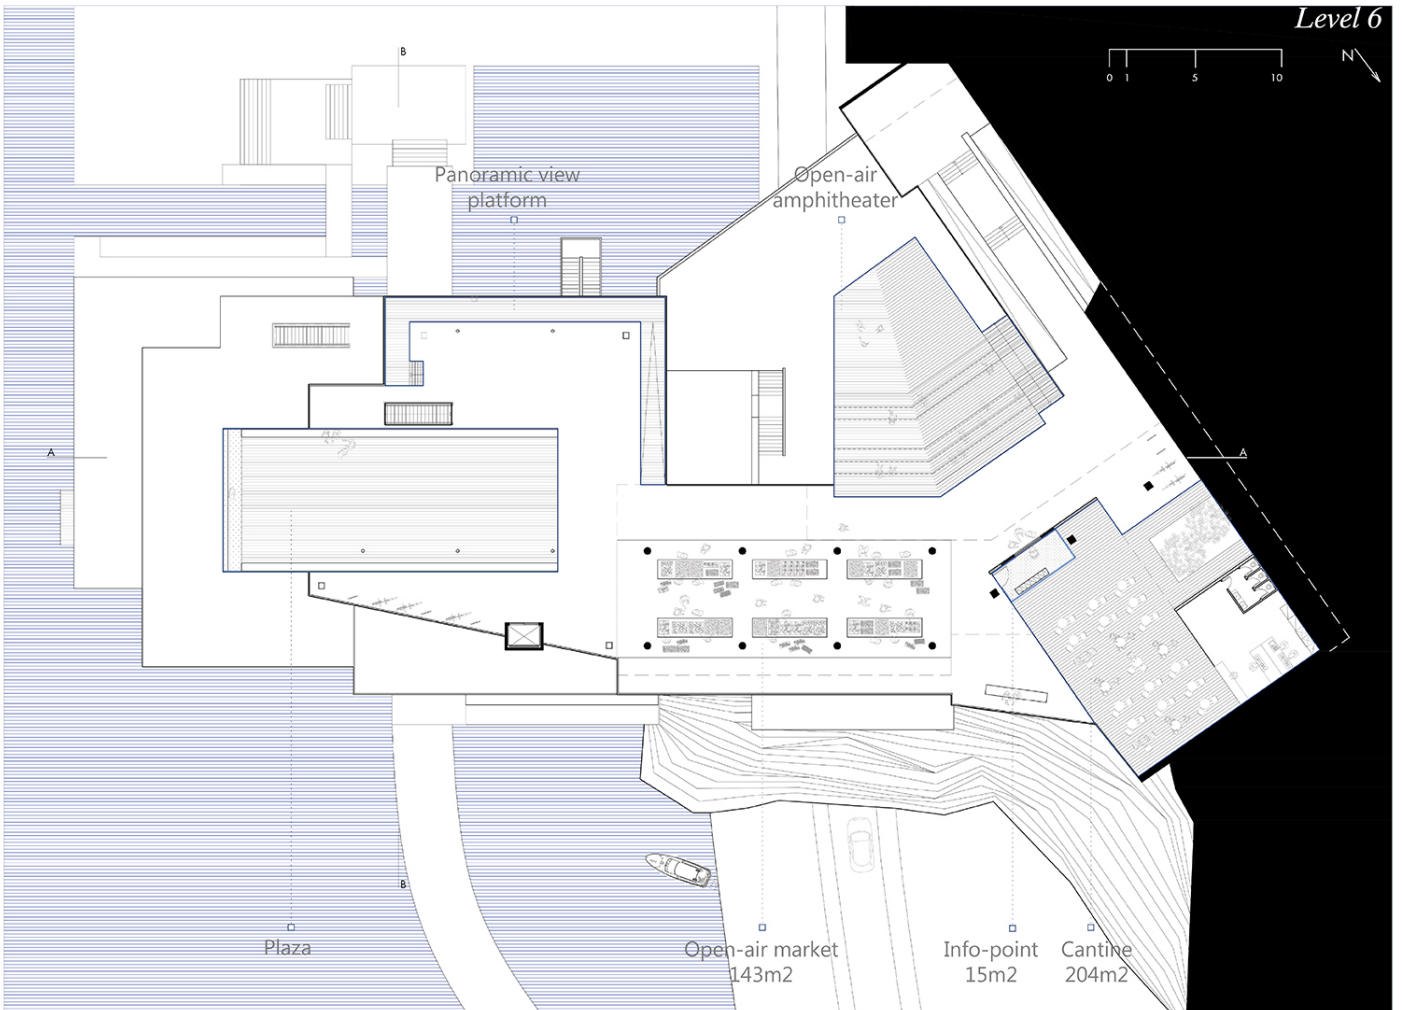 Level 6
B
N
0 1 5 10
Panoramic view
platform
Open-air
amphitheater
A
A
B
Plaza
Open-air market
143m2
Info-point
15m2
Cantine
204m2